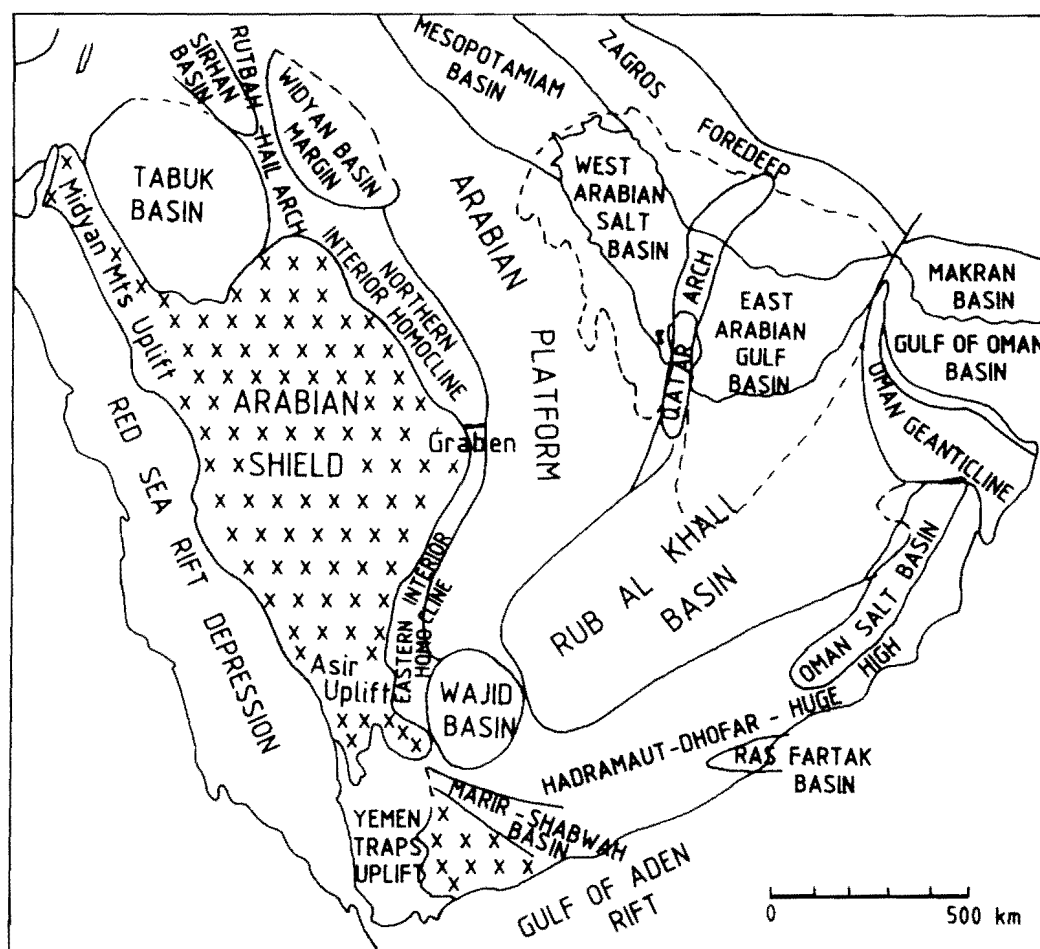 MESOPOTAMIAM
BASIN
ZAGROS
FOREDEEP
SIRHAN
BASIN
RUTBAH-HAIL ARCH
WIDYAN BASIN
MARGIN
TABUK
BASIN
Midyan Mts Uplift
WEST
ARABIAN
SALT
BASIN
ARABIAN
PLATFORM
NORTHERN
INTERIOR HOMOCLINE
QATAR ARCH
EAST
ARABIAN
GULF
BASIN
MAKRAN
BASIN
GULF OF OMAN
BASIN
OMAN GEANTICLINE
ARABIAN
SHIELD
Graben
RED SEA RIFT DEPRESSION
EASTERN INTERIOR
HOMO CLINE
RUB AL KHALL
BASIN
OMAN SALT BASIN
Asir
Uplift
WAJID
BASIN
HADRAMAUT-DHOFAR-HUGE
HIGH
RAS FARTAK
BASIN
MARIR-SHABWAH
BASIN
YEMEN
TRAPS
UPLIFT
GULF OF ADEN
RIFT
0 500 km